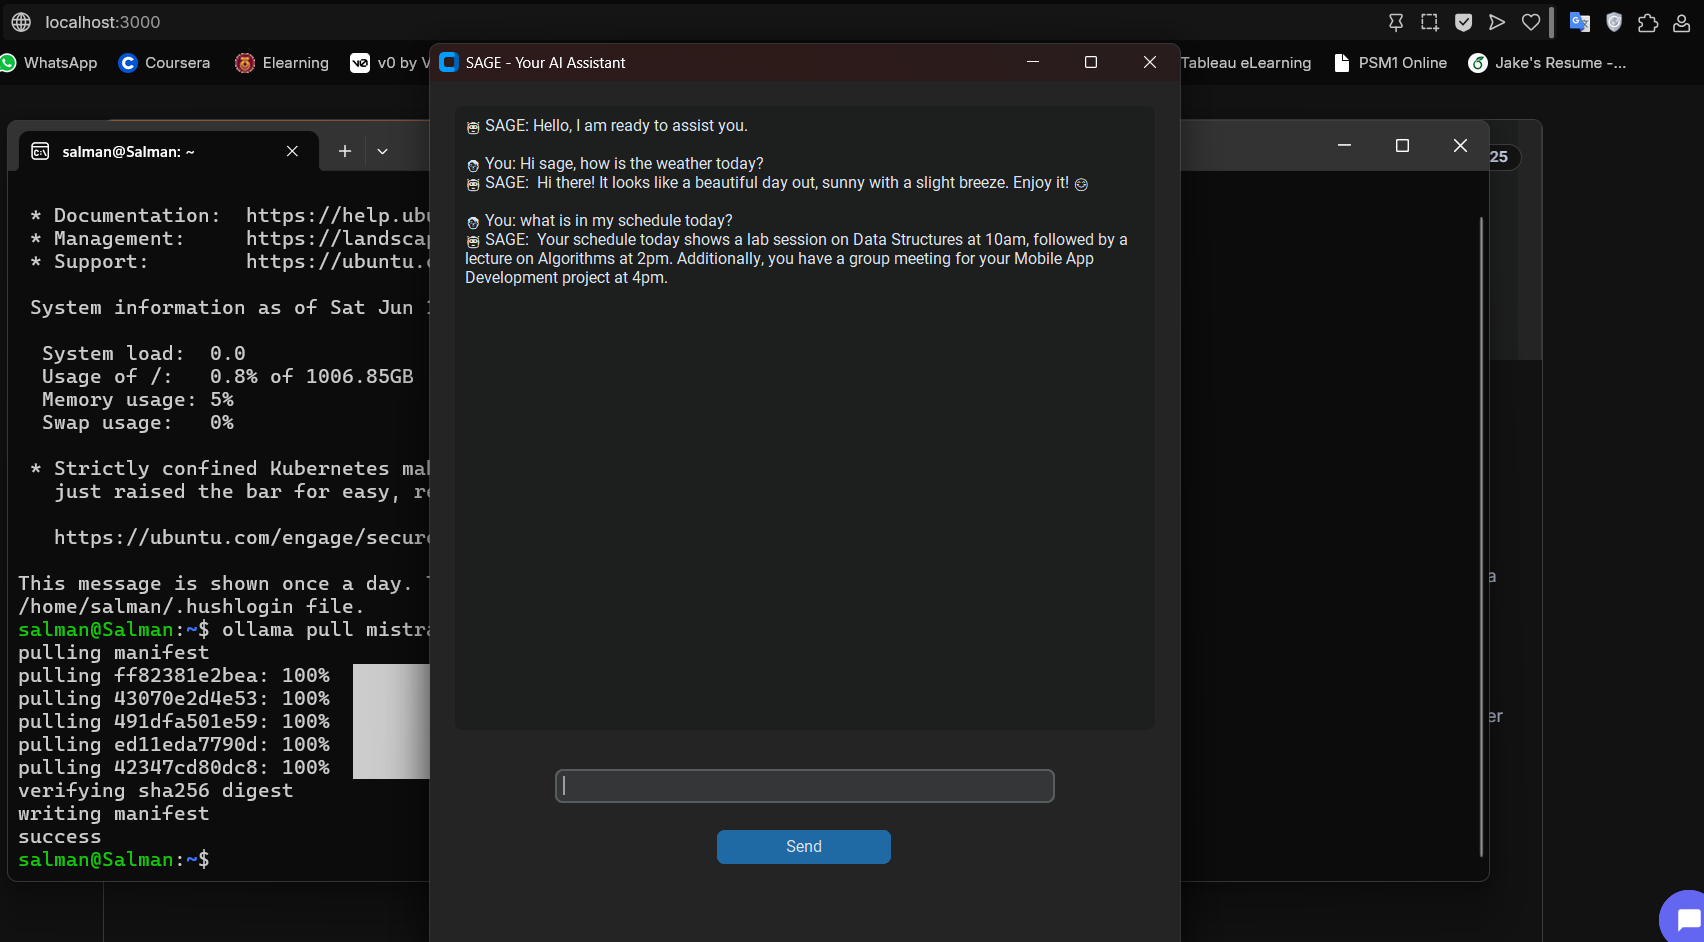 localhost:3000
WhatsApp
Coursera
Elearning
v0 by V
Tableau eLearning
PSM1 Online
Jake's Resume -...
SAGE - Your AI Assistant
SAGE: Hello, I am ready to assist you.
You: Hi sage, how is the weather today?
SAGE: Hi there! It looks like a beautiful day out, sunny with a slight breeze. Enjoy it! 😊
You: what is in my schedule today?
SAGE: Your schedule today shows a lab session on Data Structures at 10am, followed by a
lecture on Algorithms at 2pm. Additionally, you have a group meeting for your Mobile App
Development project at 4pm.
Send
salman@Salman: ~
* Documentation: https://help.ubu
* Management: https://landscap
* Support: https://ubuntu.
System information as of Sat Jun
System load: 0.0
Usage of /: 0.8% of 1006.85GB
Memory usage: 5%
Swap usage: 0%
* Strictly confined Kubernetes ma
just raised the bar for easy, re
https://ubuntu.com/engage/secure
This message is shown once a day.
/home/salman/.hushlogin file.
salman@Salman:~$ ollama pull mistra
pulling manifest
pulling ff82381e2bea: 100%
pulling 43070e2d4e53: 100%
pulling 491dfa501e59: 100%
pulling ed11eda7790d: 100%
pulling 42347cd80dc8: 100%
verifying sha256 digest
writing manifest
success
salman@Salman:~$
25
a
er